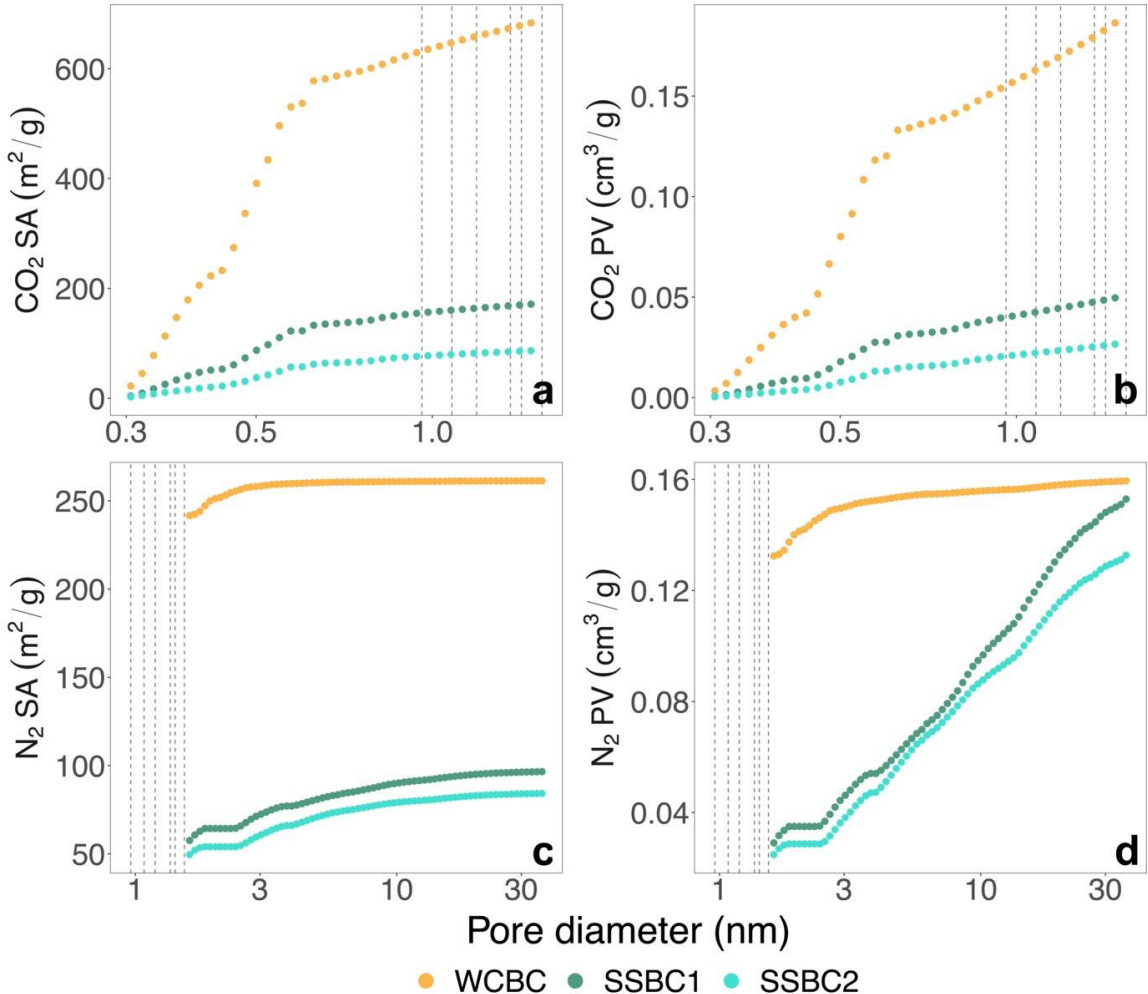 CO₂ SA (m²/g)
600
400
200
0
0.3 0.5 1.0
a
CO₂ PV (cm³/g)
0.15
0.10
0.05
0.00
0.3 0.5 1.0
b
N₂ SA (m²/g)
250
200
150
100
50
1 3 10 30
c
N₂ PV (cm³/g)
0.16
0.12
0.08
0.04
1 3 10 30
d
Pore diameter (nm)
WCBC SSBC1 SSBC2